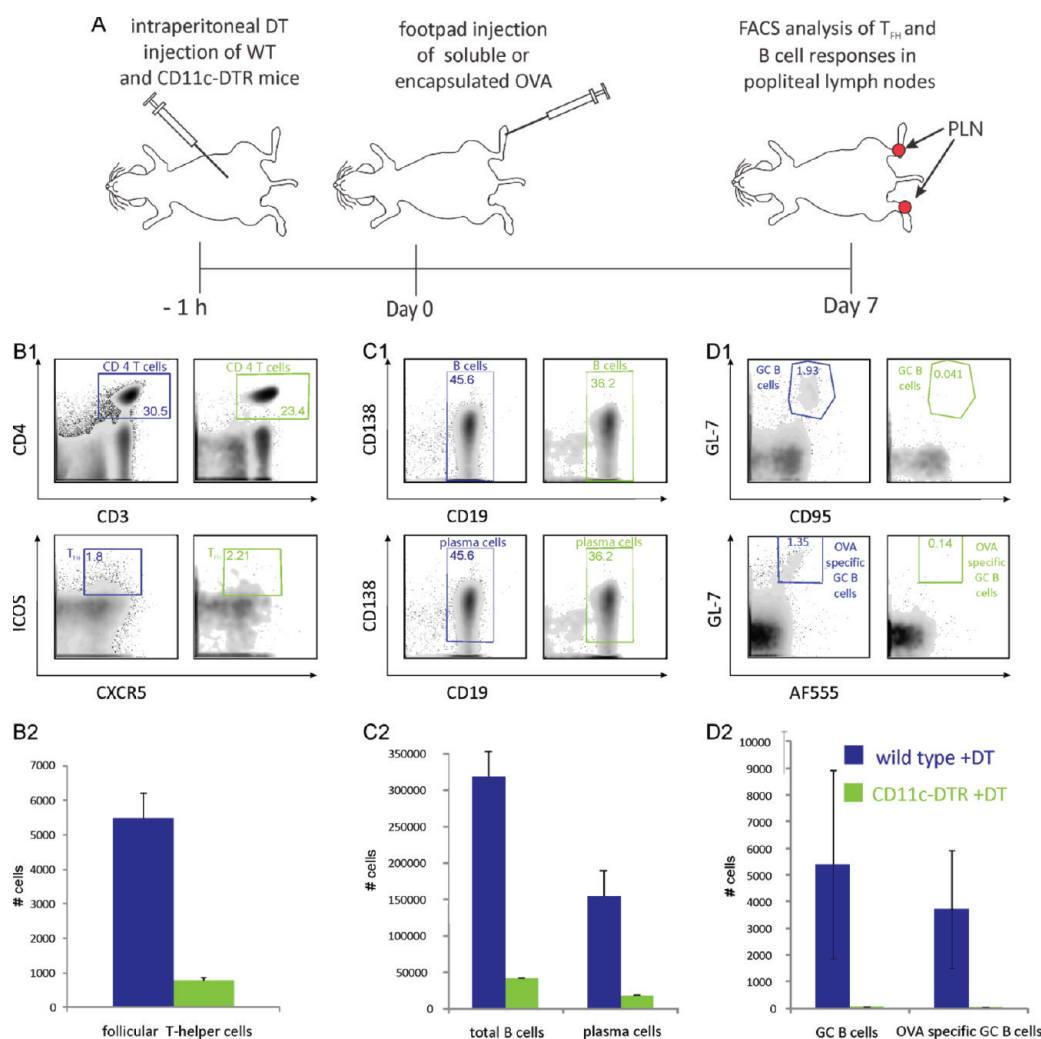 A
intraperitoneal DT
injection of WT
and CD11c-DTR mice
footpad injection
of soluble or
encapsulated OVA
FACS analysis of TFH and
B cell responses in
popliteal lymph nodes
PLN
- 1 h
Day 0
Day 7
B1
CD 4 T cells
30.5
CD 4 T cells
23.4
CD4
CD3
TFH
1.8
TFH
2.21
ICOS
CXCR5
C1
B cells
45.6
B cells
36.2
CD138
CD19
plasma cells
45.6
plasma cells
36.2
CD138
CD19
D1
GC B
cells
1.93
GC B
cells
0.041
GL-7
CD95
1.35
OVA
specific
GC B
cells
0.14
OVA
specific
GC B
cells
GL-7
AF555
B2
7000
6000
5000
4000
3000
2000
1000
0
# cells
follicular T-helper cells
C2
350000
300000
250000
200000
150000
100000
50000
0
# cells
total B cells
plasma cells
D2
10000
9000
8000
7000
6000
5000
4000
3000
2000
1000
0
# cells
wild type +DT
CD11c-DTR +DT
GC B cells
OVA specific GC B cells